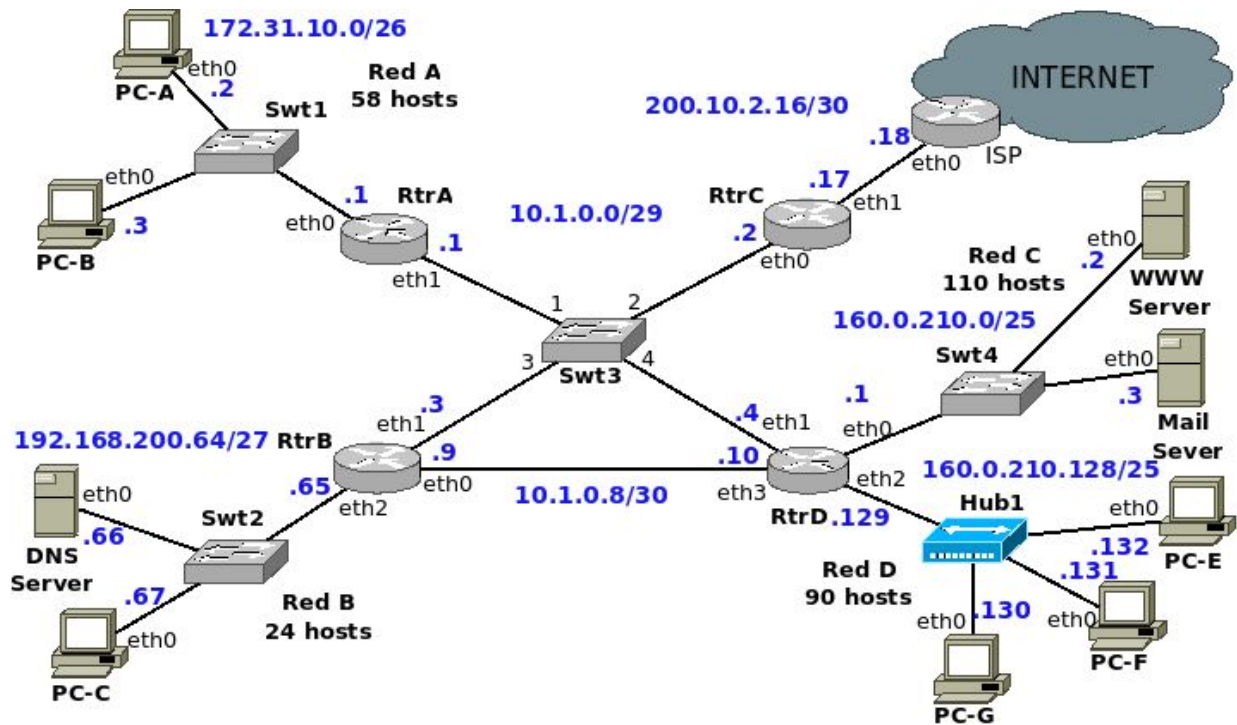 172.31.10.0/26
eth0
.2
PC-A
Red A
58 hosts
Swt1
eth0
.3
PC-B
.1
eth0
RtrA
.1
eth1
10.1.0.0/29
200.10.2.16/30
INTERNET
.18
eth0
ISP
.17
eth1
RtrC
.2
eth0
Red C
110 hosts
eth0
.2
WWW
Server
160.0.210.0/25
Swt4
eth0
.3
Mail
Sever
1
2
3
4
Swt3
.3
eth1
.4
eth1
.1
eth0
192.168.200.64/27
RtrB
.9
eth0
.10
eth3
10.1.0.8/30
.65
eth2
eth0
.66
DNS
Server
Swt2
.67
eth0
PC-C
Red B
24 hosts
eth2
RtrD
.129
160.0.210.128/25
Hub1
eth0
.132
PC-E
.131
eth0
PC-F
Red D
90 hosts
.130
eth0
PC-G